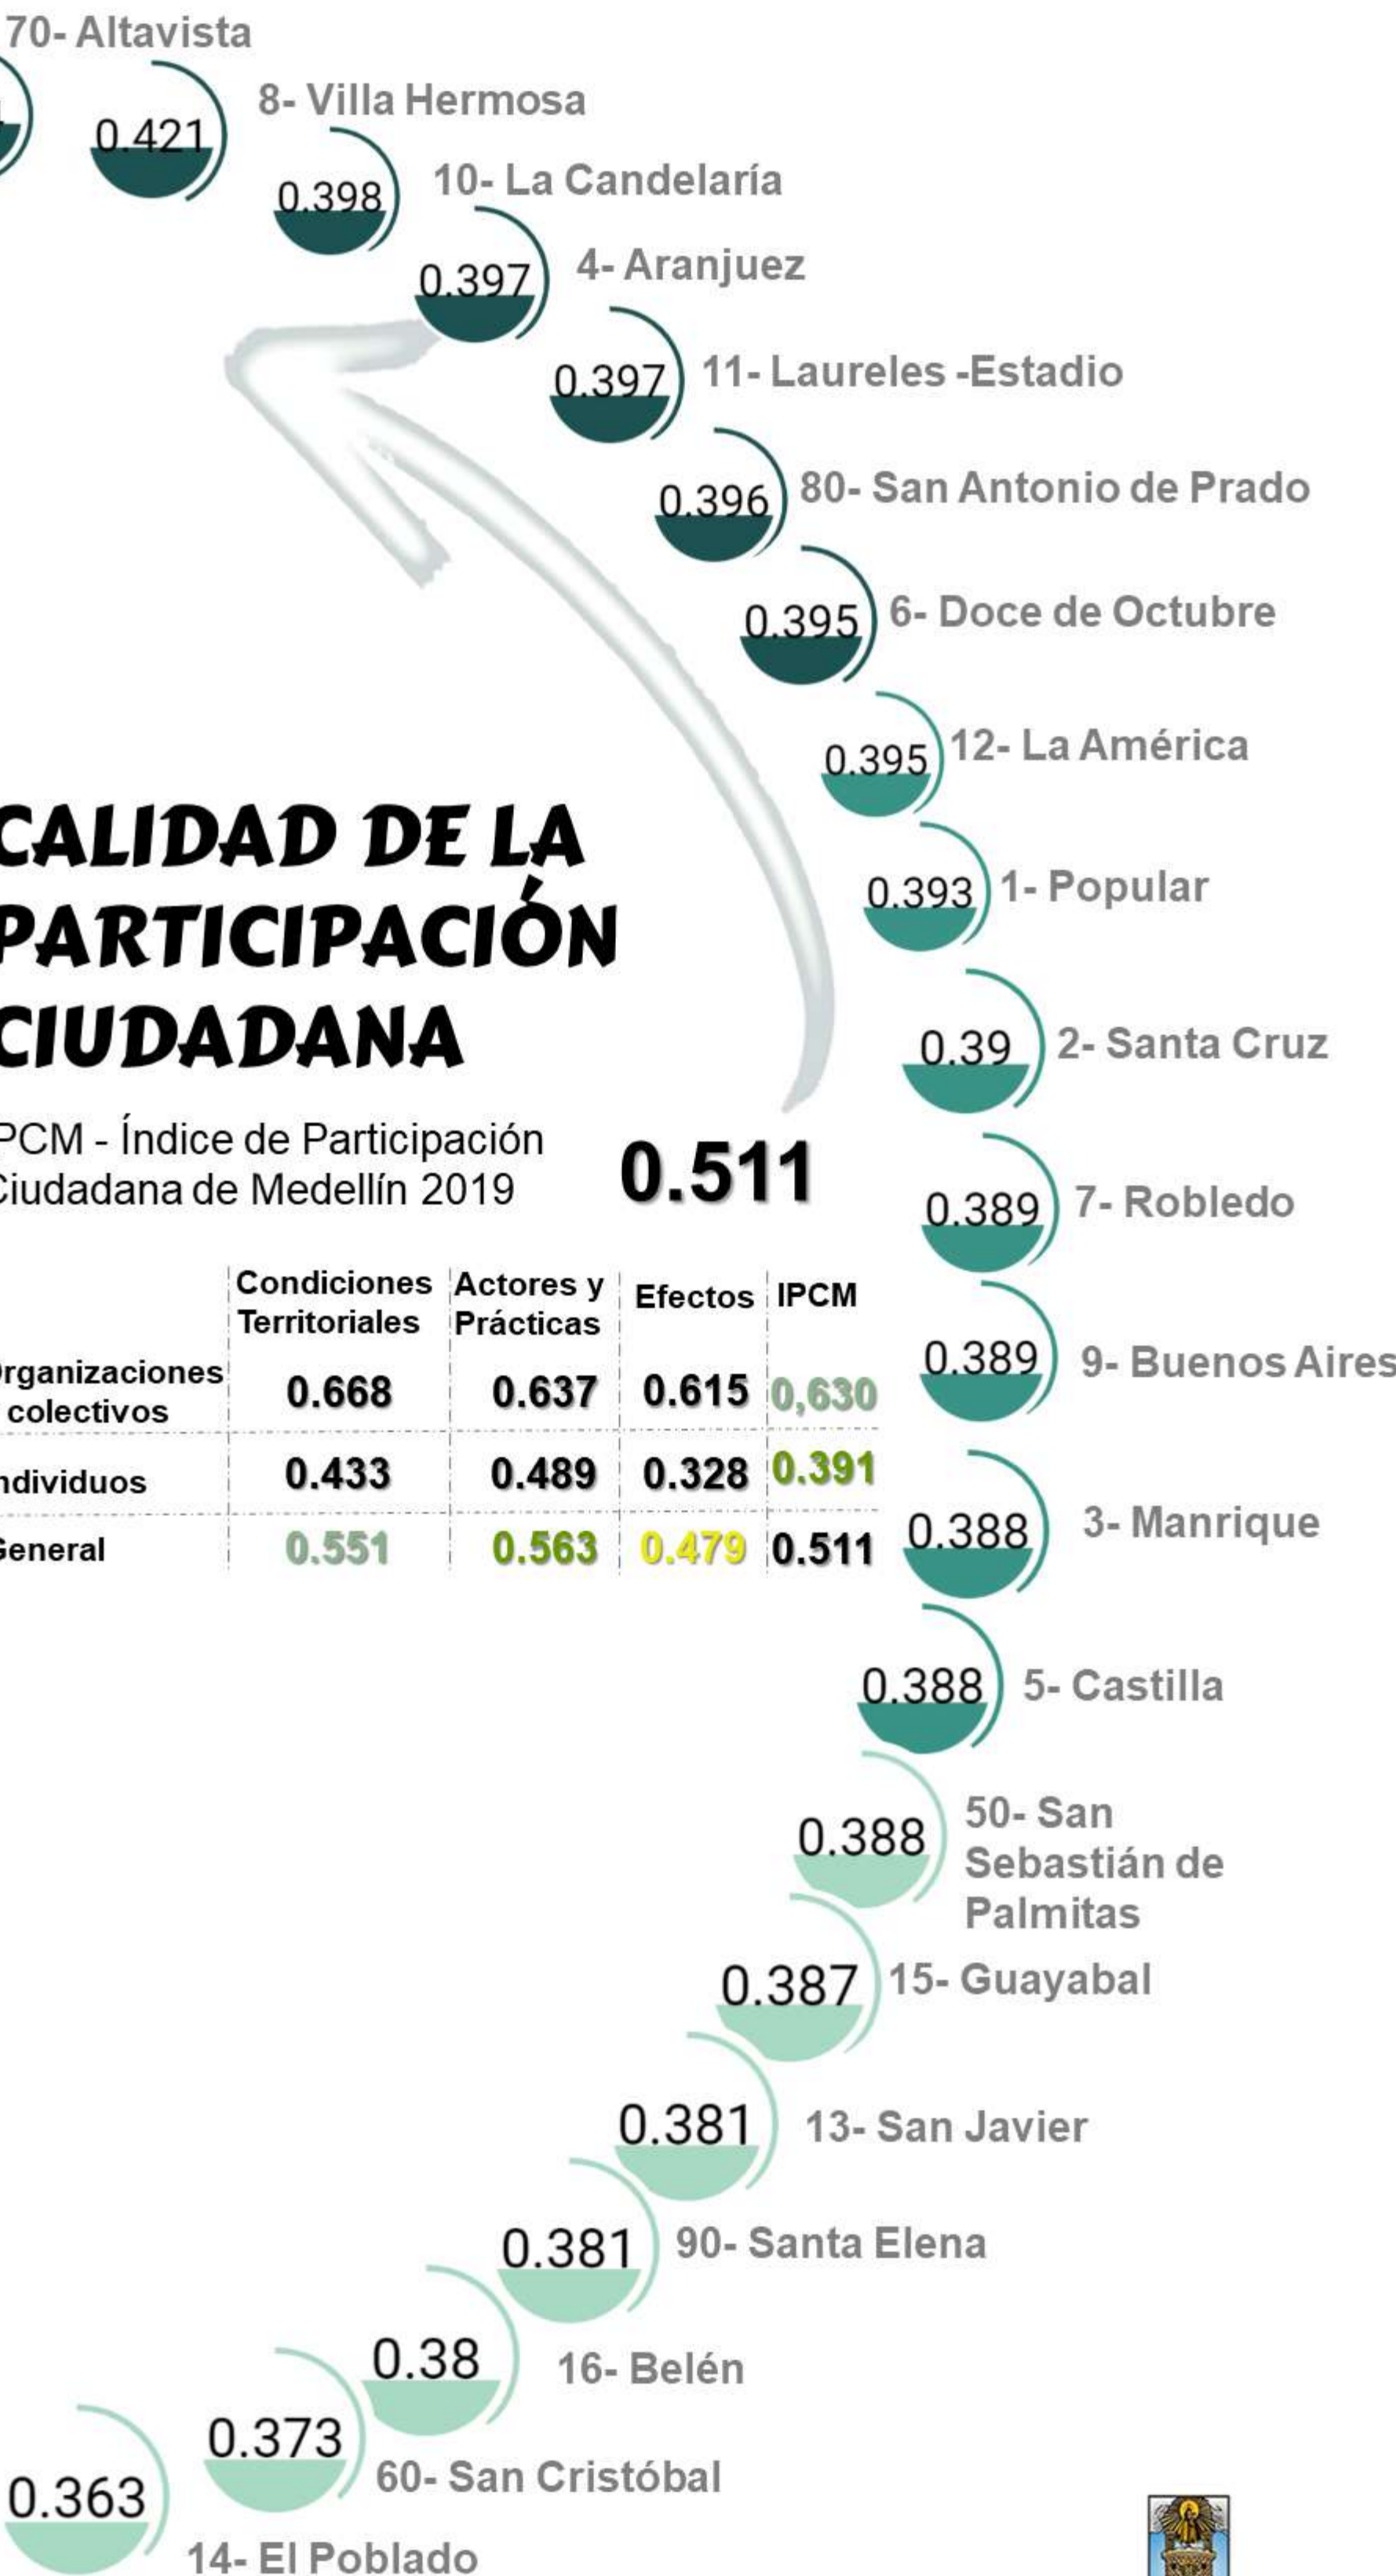 70- Altavista
0.421
8- Villa Hermosa
0.398
10- La Candelaría
0.397
4- Aranjuez
0.397
11- Laureles -Estadio
0.396
80- San Antonio de Prado
0.395
6- Doce de Octubre
0.395
12- La América
0.393
1- Popular
0.39
2- Santa Cruz
0.389
7- Robledo
0.389
9- Buenos Aires
0.388
3- Manrique
0.388
5- Castilla
0.388
50- San
Sebastián de
Palmitas
0.387
15- Guayabal
0.381
13- San Javier
0.381
90- Santa Elena
0.38
16- Belén
0.373
60- San Cristóbal
0.363
14- El Poblado
CALIDAD DE LA
PARTICIPACIÓN
CIUDADANA
PCM - Índice de Participación
Ciudadana de Medellín 2019
0.511
Condiciones Territoriales Actores y Prácticas Efectos IPCM
rganizaciones
colectivos 0.668 0.637 0.615 0,630
ndividuos 0.433 0.489 0.328 0.391
General 0.551 0.563 0.479 0.511